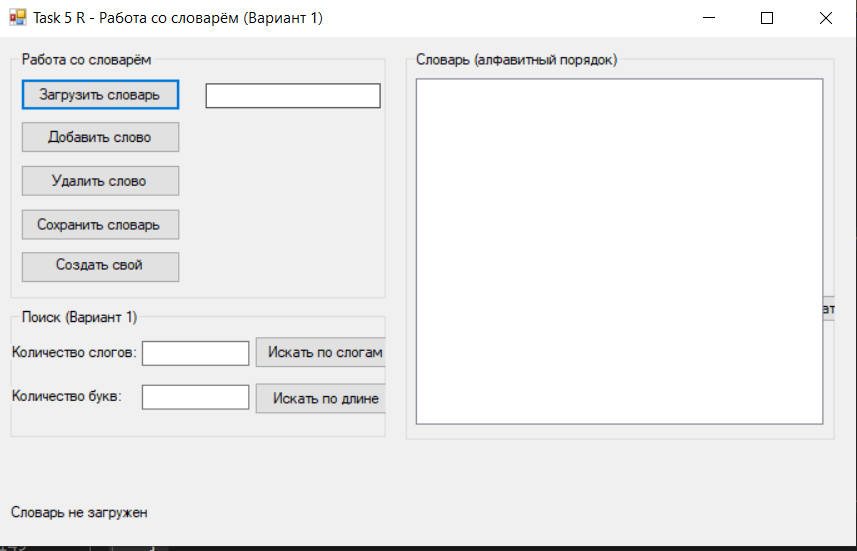 Task 5 R - Работа со словарём (Вариант 1)
Работа со словарём
Загрузить словарь
Добавить слово
Удалить слово
Сохранить словарь
Создать свой
Поиск (Вариант 1)
Количество слогов:
Искать по слогам
Количество букв:
Искать по длине
Словарь (алфавитный порядок)
Словарь не загружен